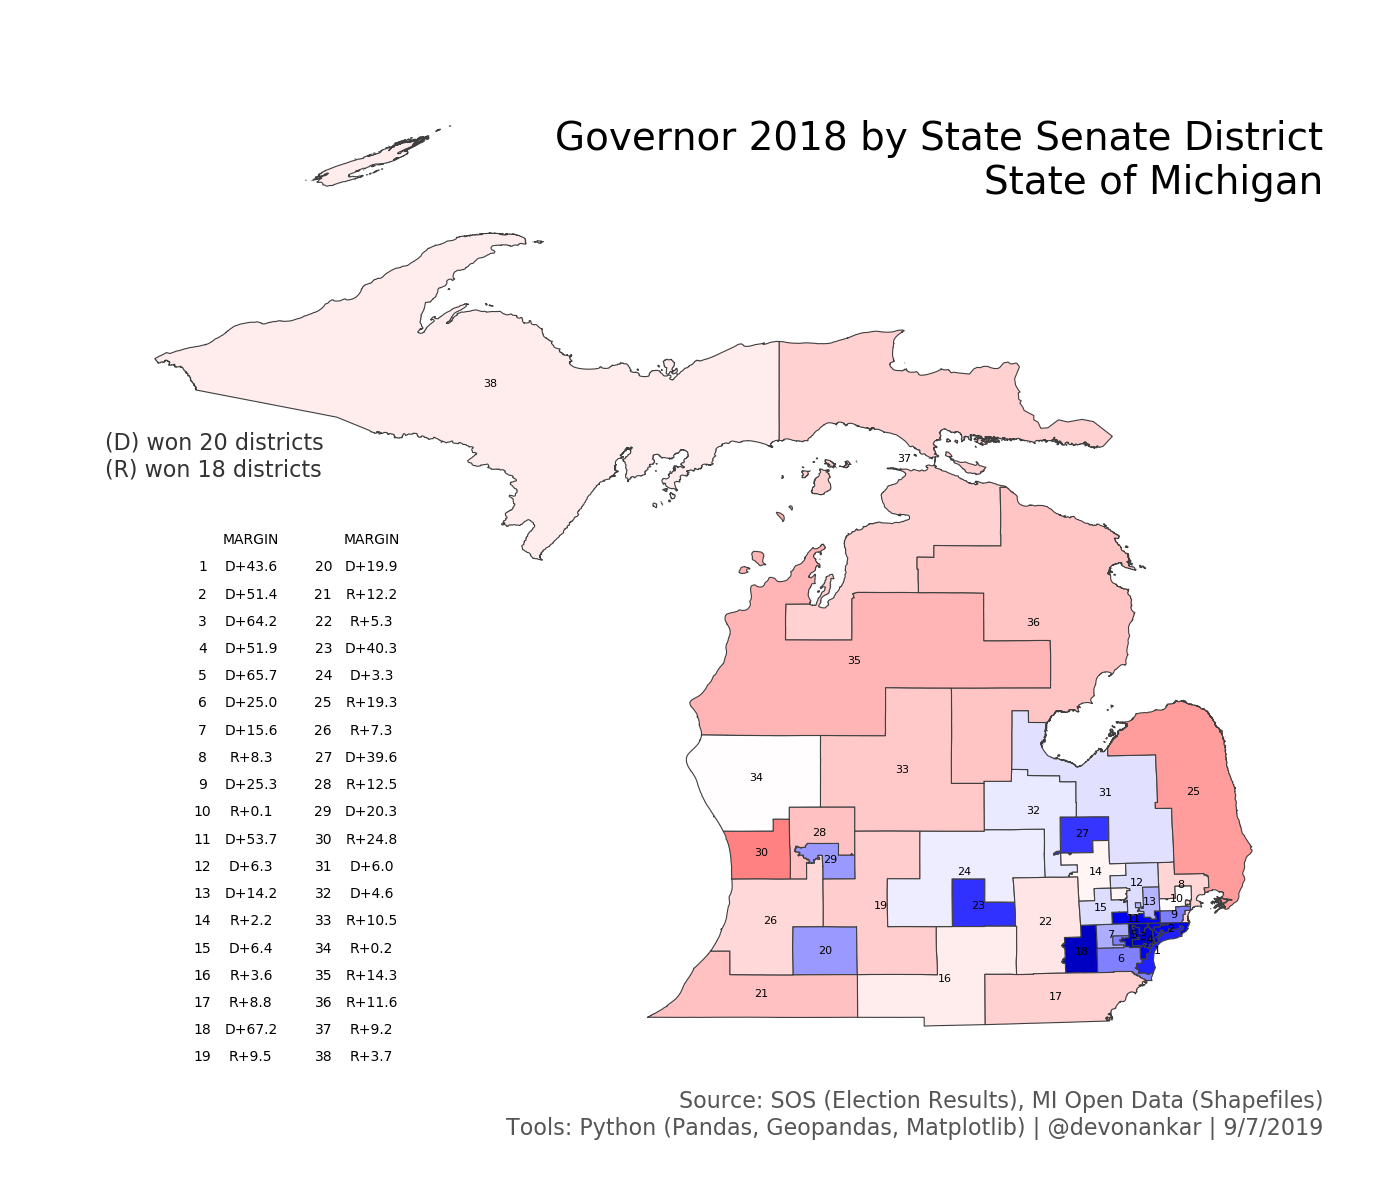 Governor 2018 by State Senate District
State of Michigan
38
(D) won 20 districts
(R) won 18 districts
37
MARGIN MARGIN
1 D+43.6 20 D+19.9
2 D+51.4 21 R+12.2
3 D+64.2 22 R+5.3
4 D+51.9 23 D+40.3
5 D+65.7 24 D+3.3
6 D+25.0 25 R+19.3
7 D+15.6 26 R+7.3
8 R+8.3 27 D+39.6
9 D+25.3 28 R+12.5
10 R+0.1 29 D+20.3
11 D+53.7 30 R+24.8
12 D+6.3 31 D+6.0
13 D+14.2 32 D+4.6
14 R+2.2 33 R+10.5
15 D+6.4 34 R+0.2
16 R+3.6 35 R+14.3
17 R+8.8 36 R+11.6
18 D+67.2 37 R+9.2
19 R+9.5 38 R+3.7
36
35
33
34
25
31
32
28
27
30
29
24
14
12
8
10
13
19
23
15
9
26
22
11
2
7
20
18
6
1
16
21
17
Source: SOS (Election Results), MI Open Data (Shapefiles)
Tools: Python (Pandas, Geopandas, Matplotlib) | @devonankar | 9/7/2019